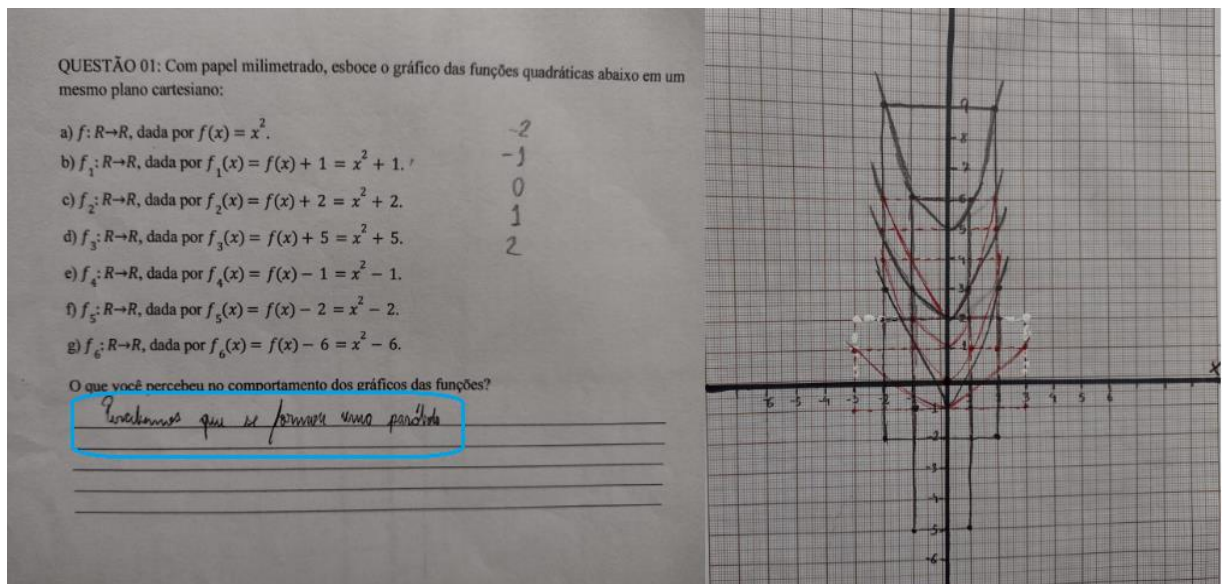 QUESTÃO 01: Com papel milimetrado, esboce o gráfico das funções quadráticas abaixo em um
mesmo plano cartesiano:
a) f: R→R, dada por f(x) = x².
b) f₁: R→R, dada por f₁(x) = f(x) + 1 = x² + 1.
c) f₂: R→R, dada por f₂(x) = f(x) + 2 = x² + 2.
d) f₃: R→R, dada por f₃(x) = f(x) + 5 = x² + 5.
e) f₄: R→R, dada por f₄(x) = f(x) − 1 = x² − 1.
f) f₅: R→R, dada por f₅(x) = f(x) − 2 = x² − 2.
g) f₆: R→R, dada por f₆(x) = f(x) − 6 = x² − 6.
-2
-1
0
1
2
O que você percebeu no comportamento dos gráficos das funções?
Percebemos que se formou uma parábola
9
8
7
6
5
4
3
2
1
x
-6 -5 -4 -3 -2 1 2 3 4 5 6
-1
-2
-3
-4
-5
-6